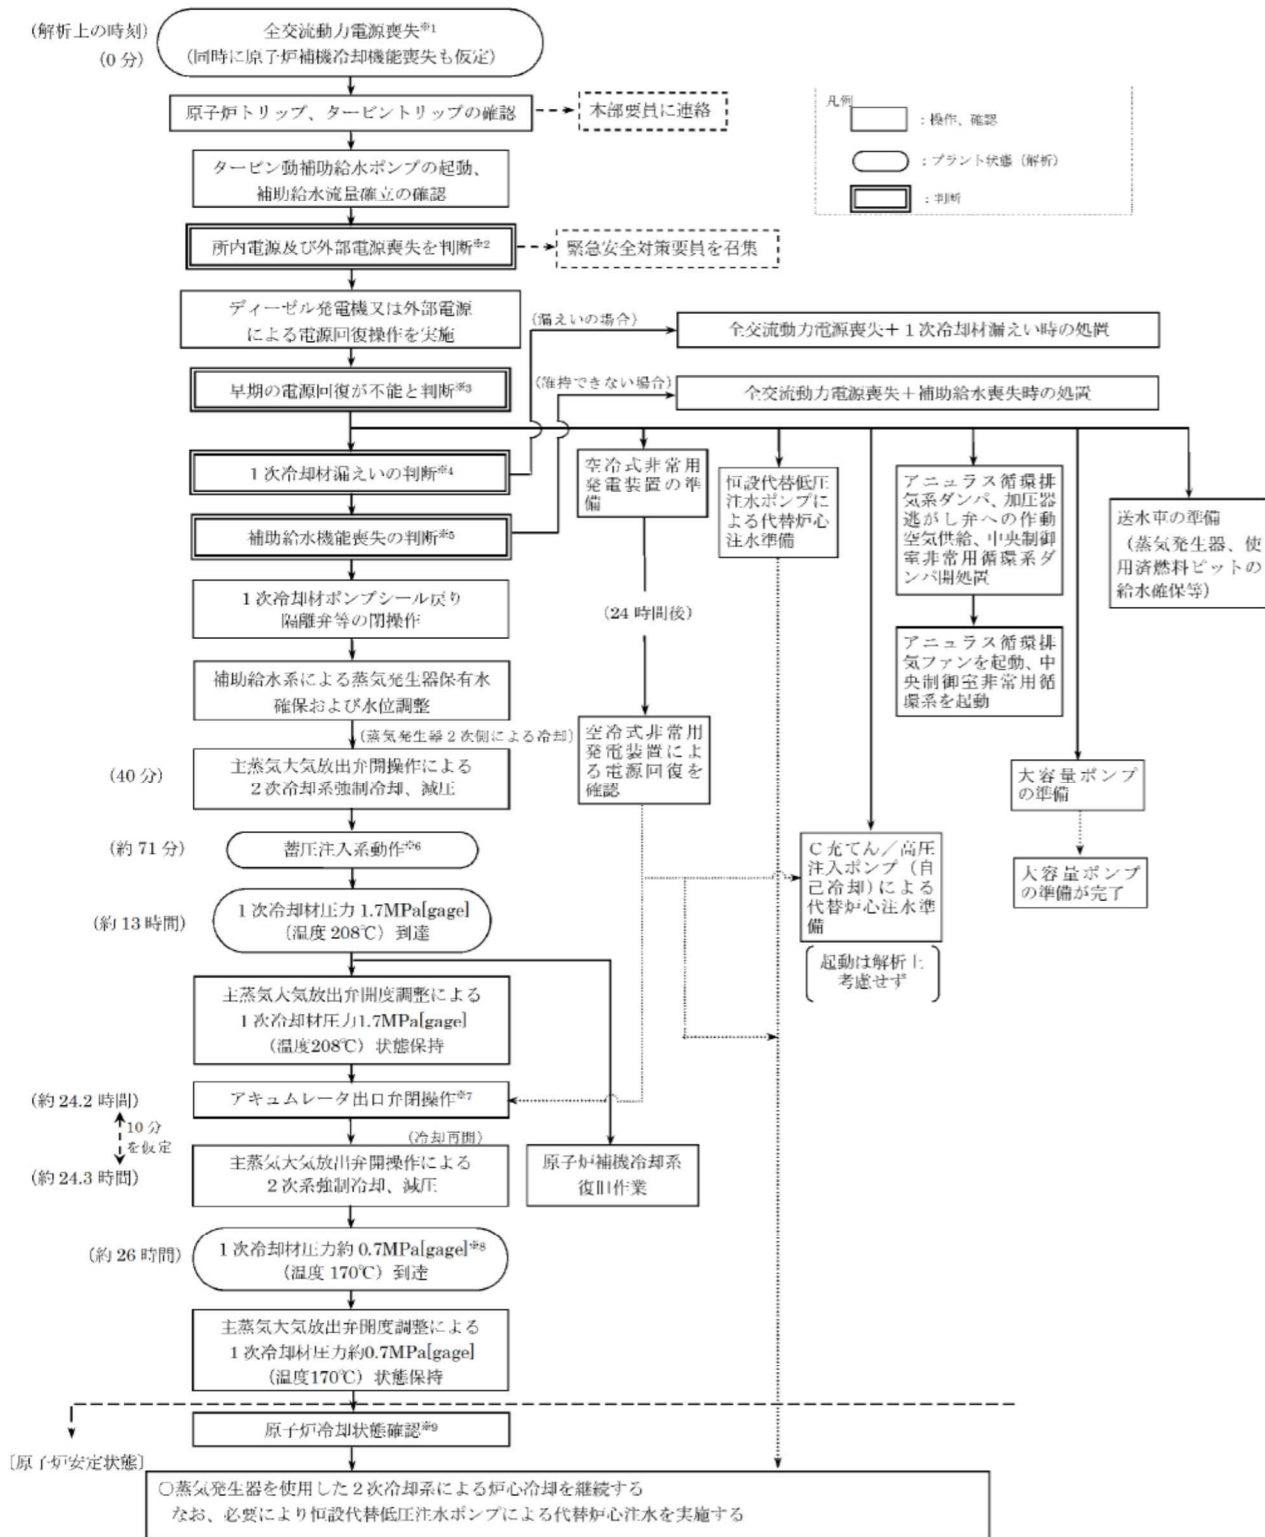 (解析上の時刻)
(0 分)
全交流動力電源喪失※1
(同時に原子炉補機冷却機能喪失も仮定)
原子炉トリップ、タービントリップの確認
本部要員に連絡
凡例
：操作、確認
：プラント状態（解析）
：判断
タービン動補助給水ポンプの起動、
補助給水流量確立の確認
所内電源及び外部電源喪失を判断※2
緊急安全対策要員を召集
ディーゼル発電機又は外部電源
による電源回復操作を実施
(漏えいの場合)
全交流動力電源喪失＋1次冷却材漏えい時の処置
早期の電源回復が不能と判断※3
(維持できない場合)
全交流動力電源喪失＋補助給水喪失時の処置
1次冷却材漏えいの判断※4
補助給水機能喪失の判断※5
空冷式非常用
発電装置の準
備
恒設代替低圧
注水ポンプに
よる代替炉心
注水準備
アニュラス循環排
気系ダンパ、加圧器
逃がし弁への作動
空気供給、中央制御
室非常用循環系ダ
ンパ開処置
送水車の準備
（蒸気発生器、使
用済燃料ピットの
給水確保等）
1次冷却材ポンプシール戻り
隔離弁等の閉操作
(24 時間後)
アニュラス循環排
気ファンを起動、中
央制御室非常用循
環系を起動
補助給水系による蒸気発生器保有水
確保および水位調整
(蒸気発生器2次側による冷却)
空冷式非常用
発電装置によ
る電源回復を
確認
(40 分)
主蒸気大気放出弁開操作による
2次冷却系強制冷却、減圧
大容量ポンプ
の準備
(約 71 分)
蓄圧注入系動作※6
C充てん／高圧
注入ポンプ（自
己冷却）による
代替炉心注水準
備
大容量ポンプ
の準備が完了
(約 13 時間)
1次冷却材圧力 1.7MPa[gage]
(温度 208℃) 到達
起動は解析上
考慮せず
主蒸気大気放出弁開度調整による
1次冷却材圧力1.7MPa[gage]
(温度208℃) 状態保持
(約 24.2 時間)
アキュムレータ出口弁閉操作※7
10 分
を仮定
(冷却再開)
(約 24.3 時間)
主蒸気大気放出弁開操作による
2次系強制冷却、減圧
原子炉補機冷却系
復旧作業
(約 26 時間)
1次冷却材圧力約 0.7MPa[gage]※8
(温度 170℃) 到達
主蒸気大気放出弁開度調整による
1次冷却材圧力約0.7MPa[gage]
(温度170℃) 状態保持
原子炉冷却状態確認※9
〔原子炉安定状態〕
○蒸気発生器を使用した2次冷却系による炉心冷却を継続する
なお、必要により恒設代替低圧注水ポンプによる代替炉心注水を実施する